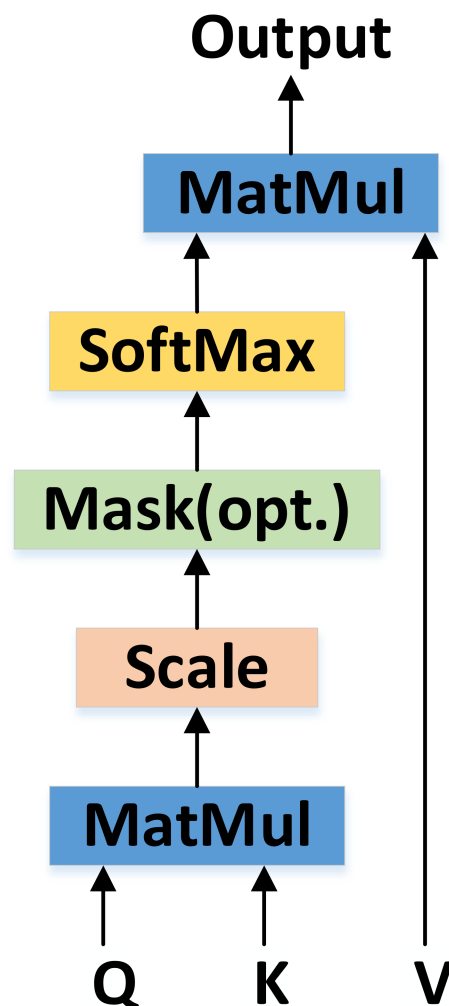 Output
MatMul
SoftMax
Mask(opt.)
Scale
MatMul
Q K V